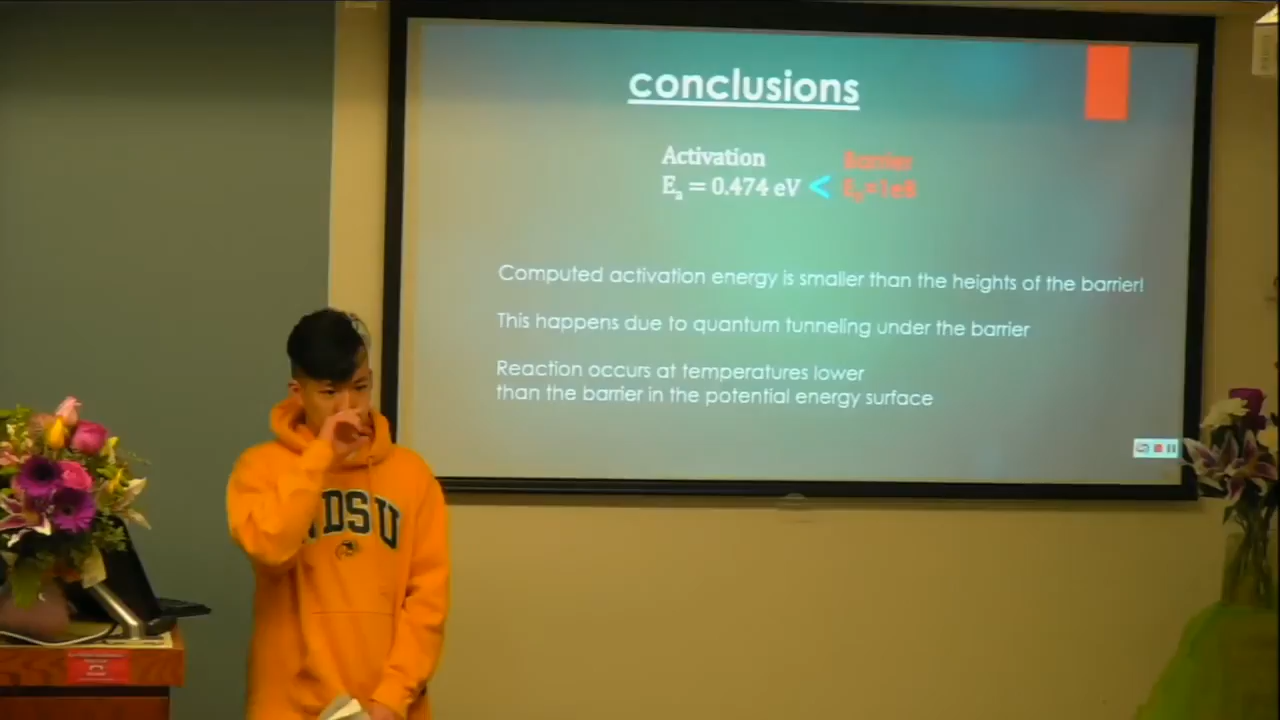 conclusions
Activation
Barrier
Eₐ = 0.474 eV <
Computed activation energy is smaller than the heights of the barrier!
This happens due to quantum tunneling under the barrier
Reaction occurs at temperatures lower
than the barrier in the potential energy surface
DSU